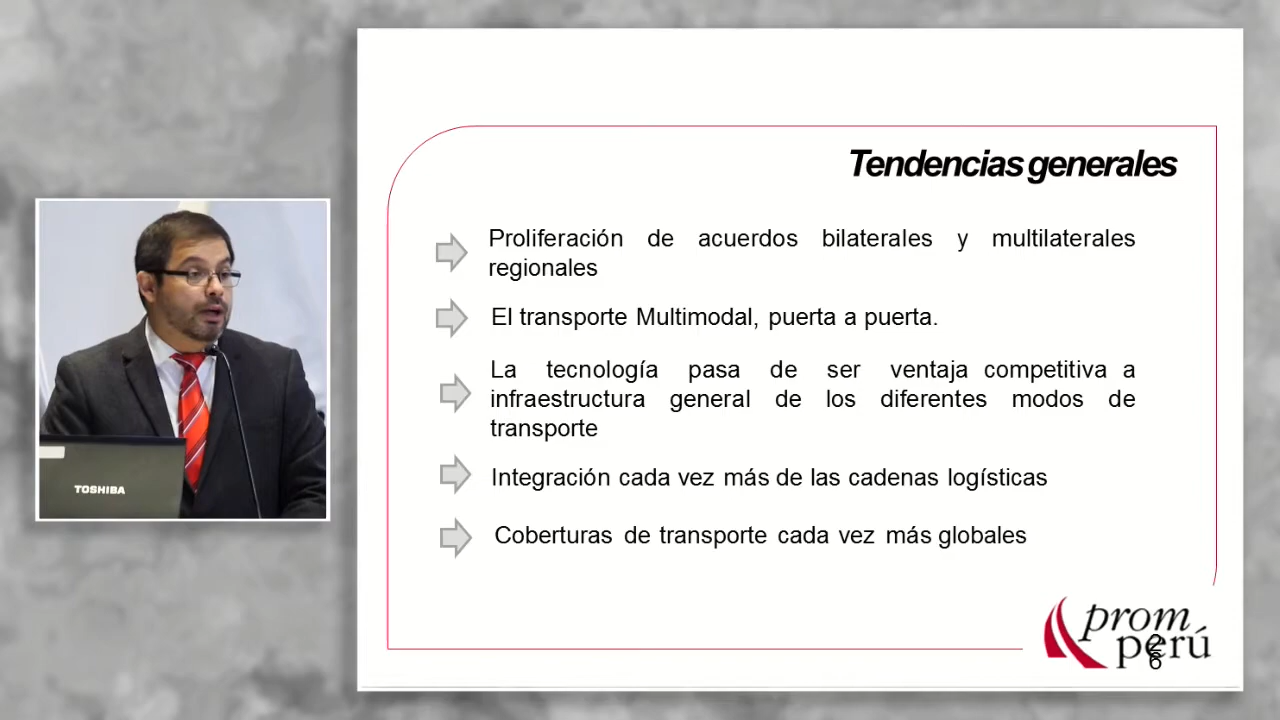 Tendencias generales
Proliferación de acuerdos bilaterales y multilaterales
regionales
El transporte Multimodal, puerta a puerta.
La tecnología pasa de ser ventaja competitiva a
infraestructura general de los diferentes modos de
transporte
Integración cada vez más de las cadenas logísticas
Coberturas de transporte cada vez más globales
TOSHIBA
prom
perú
26